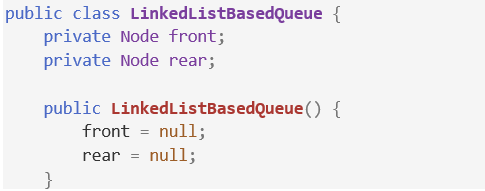 public class LinkedListBasedQueue {
    private Node front;
    private Node rear;

    public LinkedListBasedQueue() {
        front = null;
        rear = null;
    }